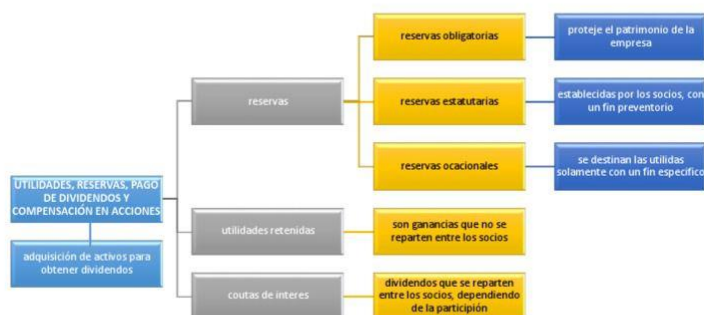 UTILIDADES, RESERVAS, PAGO
DE DIVIDENDOS Y
COMPENSACIÓN EN ACCIONES
adquisición de activos para
obtener dividendos
reservas
reservas obligatorias
proteje el patrimonio de la
empresa
reservas estatutarias
establecidas por los socios, con
un fin preventorio
reservas ocacionales
se destinan las utilidas
solamente con un fin especifico
utilidades retenidas
son ganancias que no se
reparten entre los socios
coutas de interes
dividendos que se reparten
entre los socios, dependiendo
de la particpión